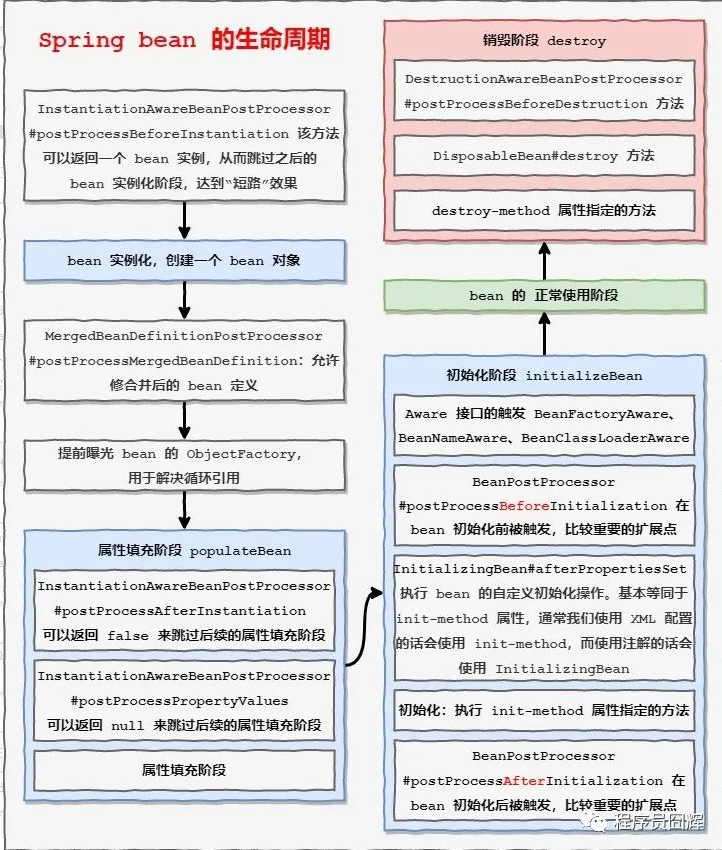 Spring bean 的生命周期
InstantiationAwareBeanPostProcessor
#postProcessBeforeInstantiation 该方法
可以返回一个 bean 实例，从而跳过之后的
bean 实例化阶段，达到“短路”效果
bean 实例化，创建一个 bean 对象
MergedBeanDefinitionPostProcessor
#postProcessMergedBeanDefinition：允许
修合并后的 bean 定义
提前曝光 bean 的 ObjectFactory，
用于解决循环引用
属性填充阶段 populateBean
InstantiationAwareBeanPostProcessor
#postProcessAfterInstantiation
可以返回 false 来跳过后续的属性填充阶段
InstantiationAwareBeanPostProcessor
#postProcessPropertyValues
可以返回 null 来跳过后续的属性填充阶段
属性填充阶段
销毁阶段 destroy
DestructionAwareBeanPostProcessor
#postProcessBeforeDestruction 方法
DisposableBean#destroy 方法
destroy-method 属性指定的方法
bean 的 正常使用阶段
初始化阶段 initializeBean
Aware 接口的触发 BeanFactoryAware、
BeanNameAware、BeanClassLoaderAware
BeanPostProcessor
#postProcessBeforeInitialization 在
bean 初始化前被触发，比较重要的扩展点
InitializingBean#afterPropertiesSet
执行 bean 的自定义初始化操作。基本等同于
init-method 属性，通常我们使用 XML 配置
的话会使用 init-method，而使用注解的话会
使用 InitializingBean
初始化：执行 init-method 属性指定的方法
BeanPostProcessor
#postProcessAfterInitialization 在
bean 初始化后被触发，比较重要的扩展点
程序员囧辉